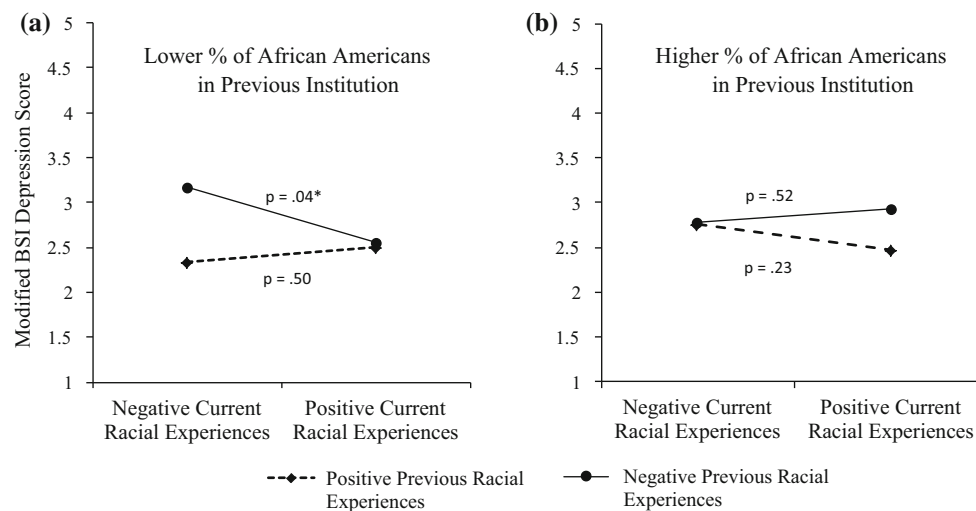 (a)
Lower % of African Americans
in Previous Institution
Modified BSI Depression Score
5
4.5
4
3.5
3
2.5
2
1.5
1
p = .04*
p = .50
Negative Current
Racial Experiences
Positive Current
Racial Experiences
(b)
Higher % of African Americans
in Previous Institution
5
4.5
4
3.5
3
2.5
2
1.5
1
p = .52
p = .23
Negative Current
Racial Experiences
Positive Current
Racial Experiences
Positive Previous Racial
Experiences
Negative Previous Racial
Experiences